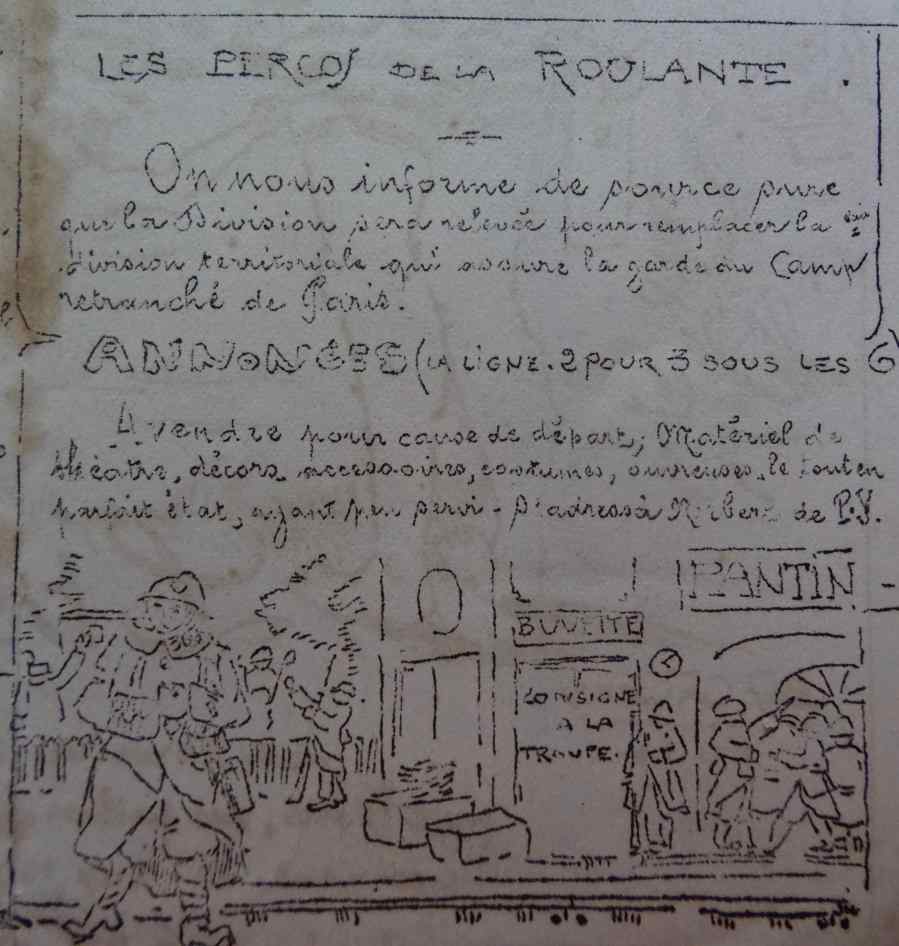 LES PERCOS DE LA ROULANTE.
On nous informe de source pure
que la Division sera relevée pour remplacer la
division territoriale qui assure la garde du Camp
retranché de Paris.
ANNONCES (LA LIGNE. 2 POUR 3 SOUS LES 6
A vendre pour cause de départ; Matériel de
théâtre, décors, accessoires, costumes, ouvreuses, le tout en
parfait état, ayant peu servi - S'adress à de P.V.
PANTIN
BUVETTE
CONSIGNE
A LA
TROUPE.